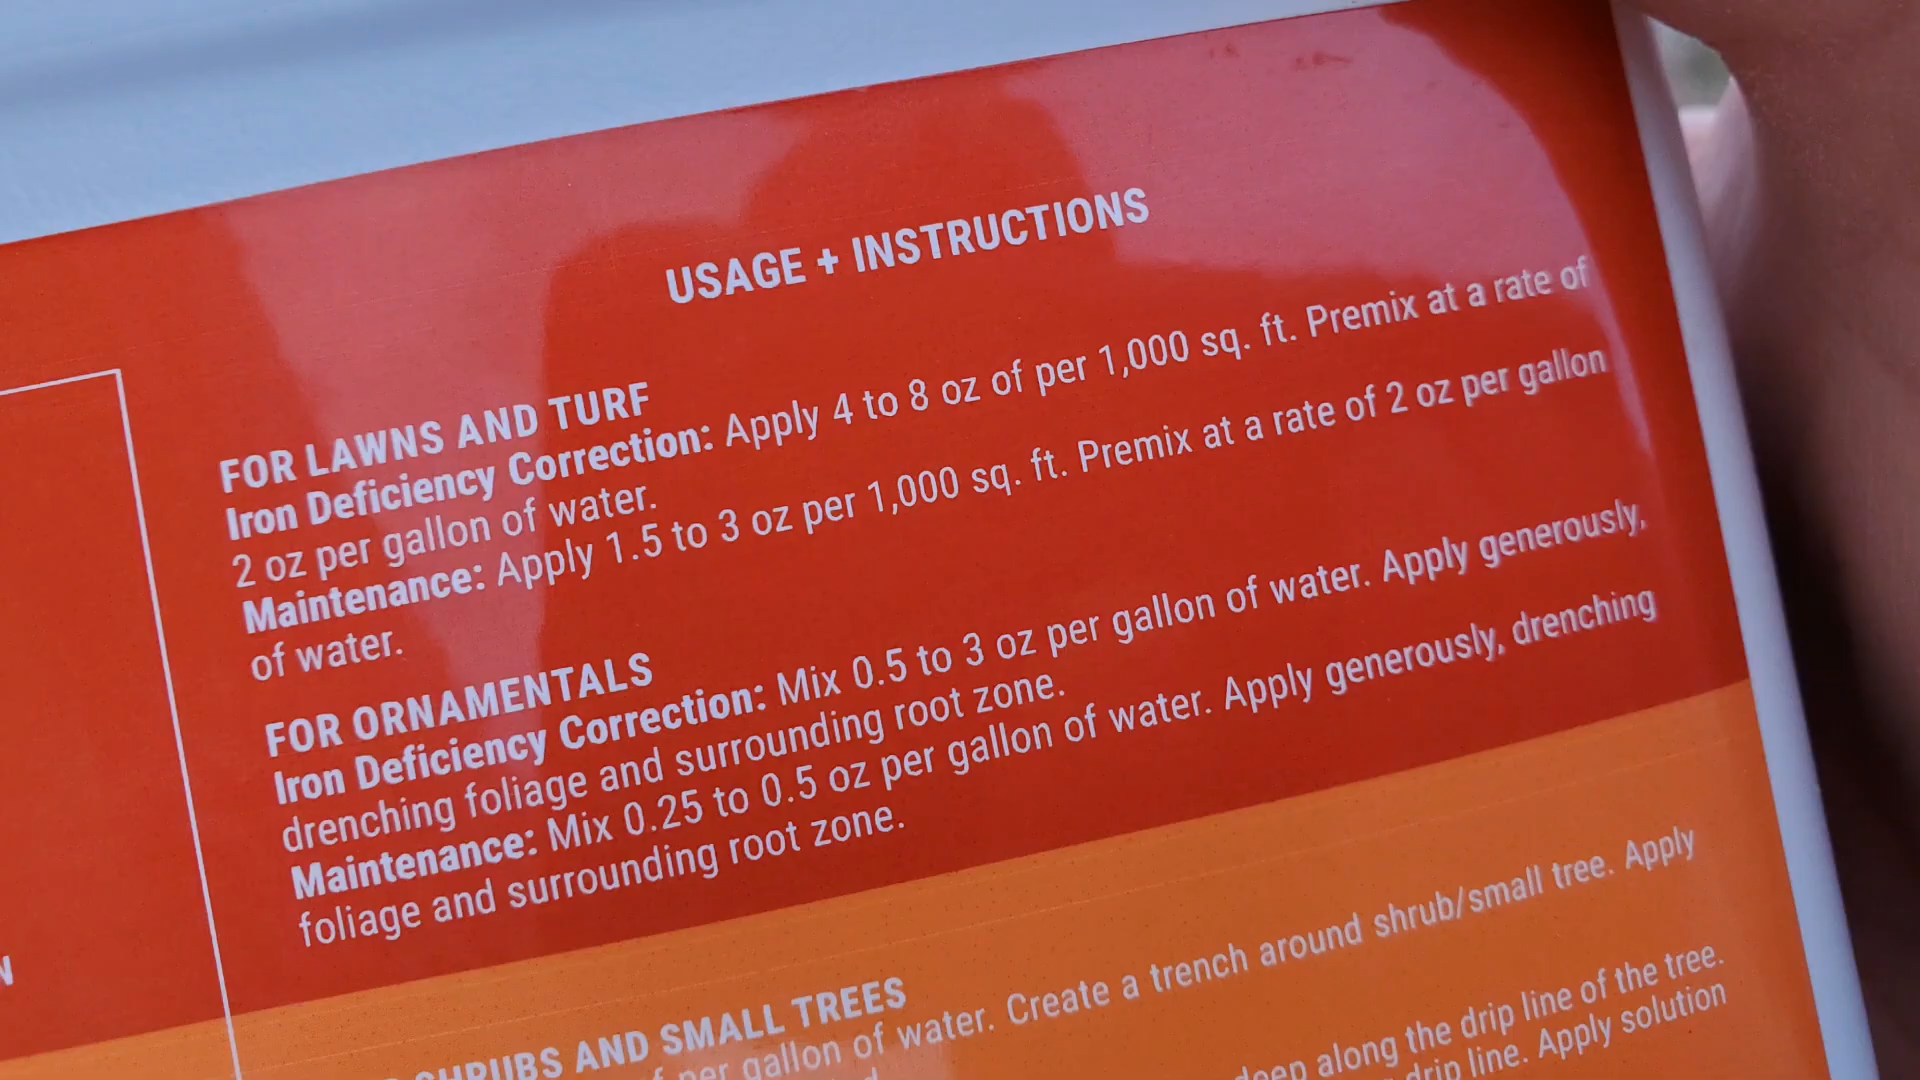 USAGE + INSTRUCTIONS
FOR LAWNS AND TURF
Iron Deficiency Correction: Apply 4 to 8 oz of per 1,000 sq. ft. Premix at a rate of
2 oz per gallon of water.
Maintenance: Apply 1.5 to 3 oz per 1,000 sq. ft. Premix at a rate of 2 oz per gallon
of water.
FOR ORNAMENTALS
Iron Deficiency Correction: Mix 0.5 to 3 oz per gallon of water. Apply generously,
drenching foliage and surrounding root zone.
Maintenance: Mix 0.25 to 0.5 oz per gallon of water. Apply generously, drenching
foliage and surrounding root zone.
SHRUBS AND SMALL TREES
per gallon of water. Create a trench around shrub/small tree. Apply
deep along the drip line of the tree.
drip line. Apply solution